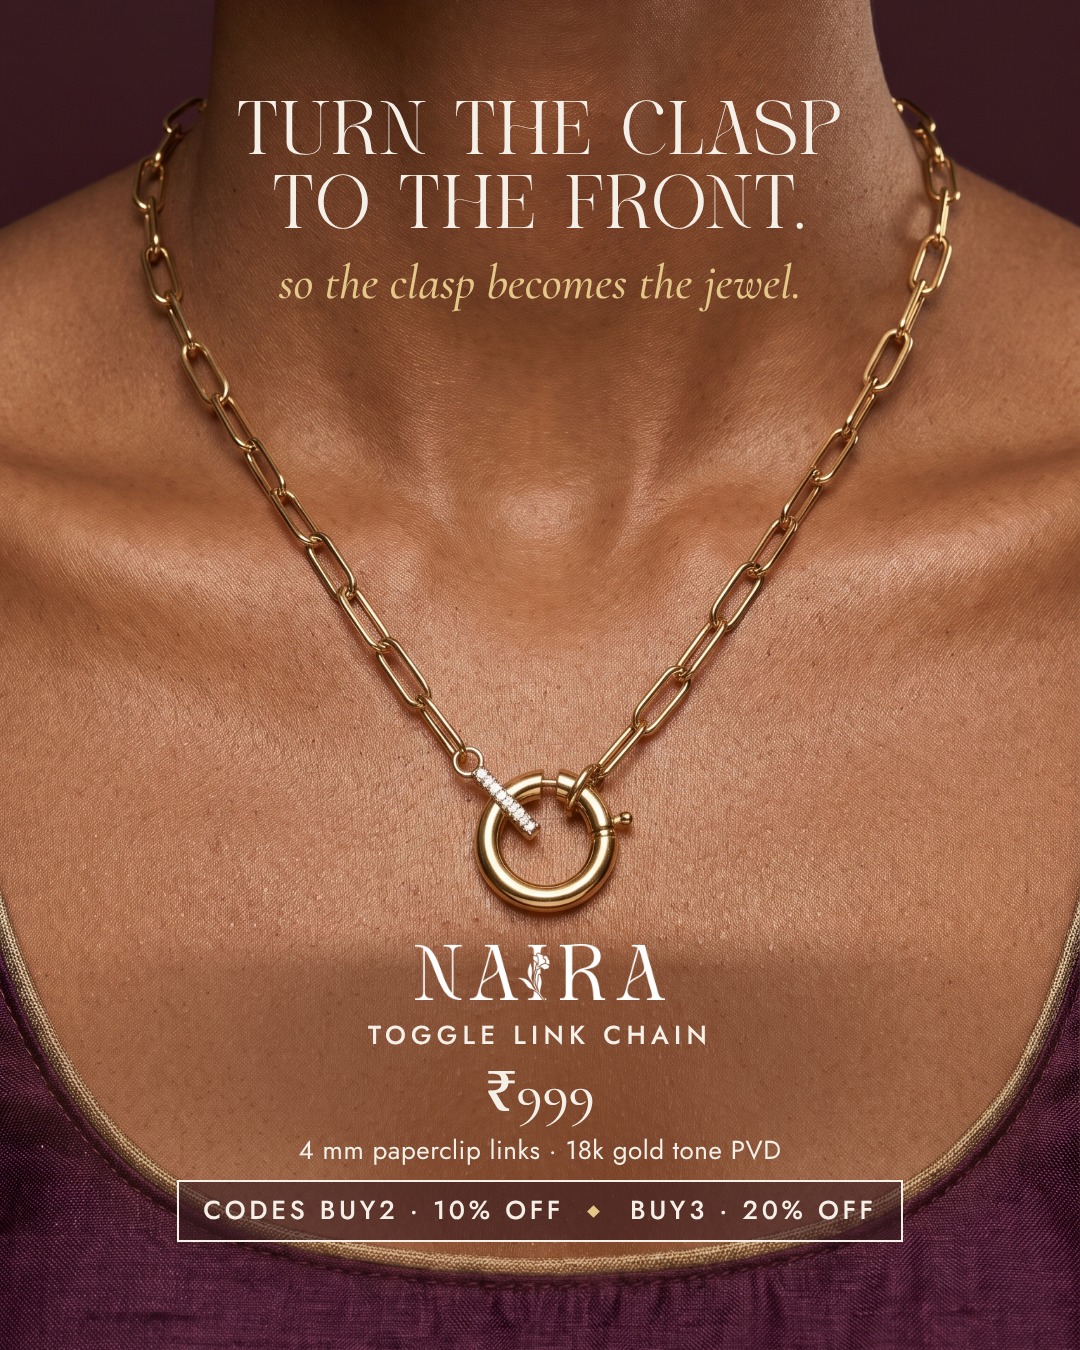 TURN THE CLASP
TO THE FRONT.
so the clasp becomes the jewel.
NAIRA
TOGGLE LINK CHAIN
₹999
4 mm paperclip links · 18k gold tone PVD
CODES BUY2 · 10% OFF ◆ BUY3 · 20% OFF